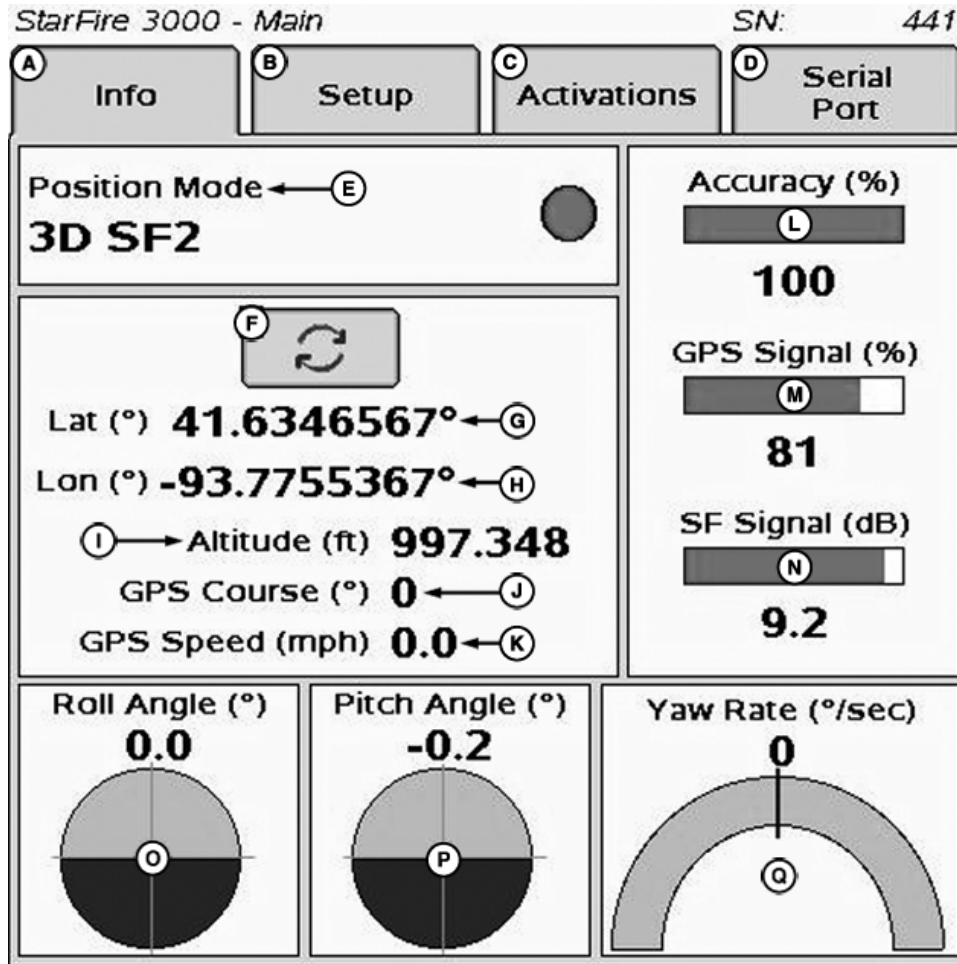 StarFire 3000 - Main SN: 441
A Info B Setup C Activations D Serial Port
Position Mode E
3D SF2
F
Lat (°) 41.6346567° G
Lon (°) -93.7755367° H
I Altitude (ft) 997.348
GPS Course (°) 0 J
GPS Speed (mph) 0.0 K
Accuracy (%)
L
100
GPS Signal (%)
M
81
SF Signal (dB)
N
9.2
Roll Angle (°)
0.0
O
Pitch Angle (°)
-0.2
P
Yaw Rate (°/sec)
0
Q